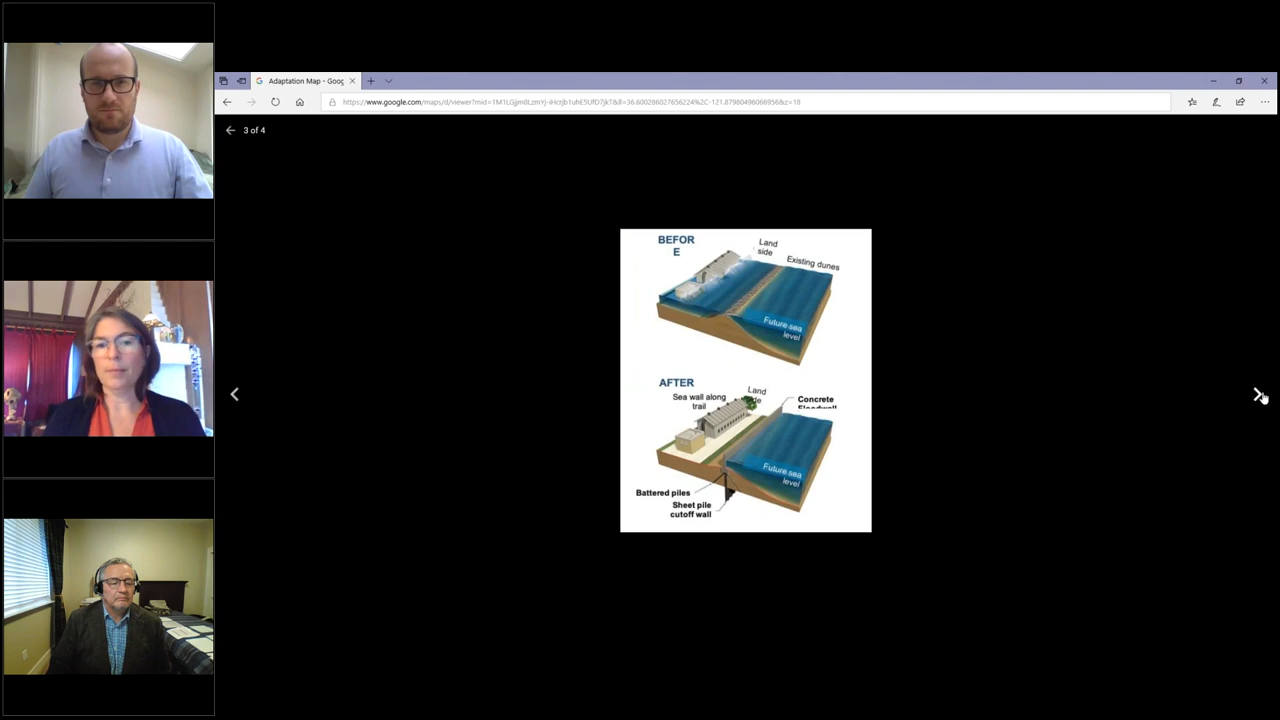 Adaptation Map - Goog
3 of 4
BEFOR
E
Land
side
Existing dunes
Future sea
level
AFTER
Sea wall along
trail
Land
Concrete
Floodwall
Future sea
level
Battered piles
Sheet pile
cutoff wall